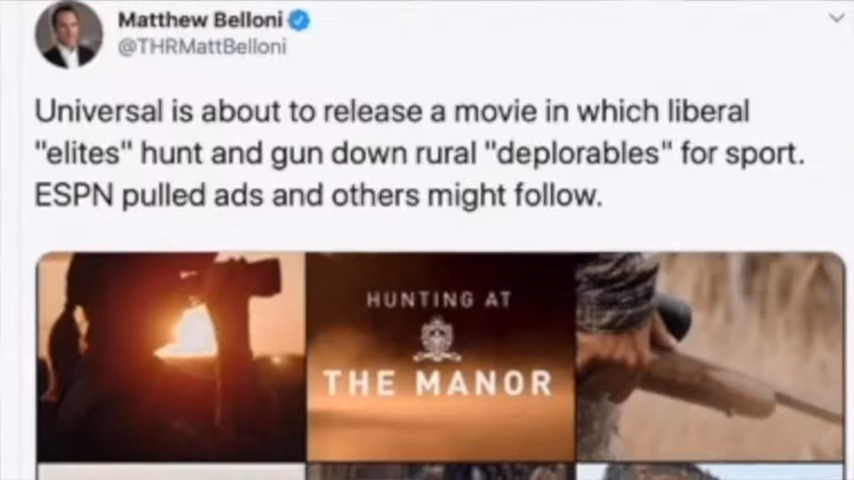 Matthew Belloni
@THRMattBelloni
Universal is about to release a movie in which liberal
"elites" hunt and gun down rural "deplorables" for sport.
ESPN pulled ads and others might follow.
HUNTING AT
THE MANOR